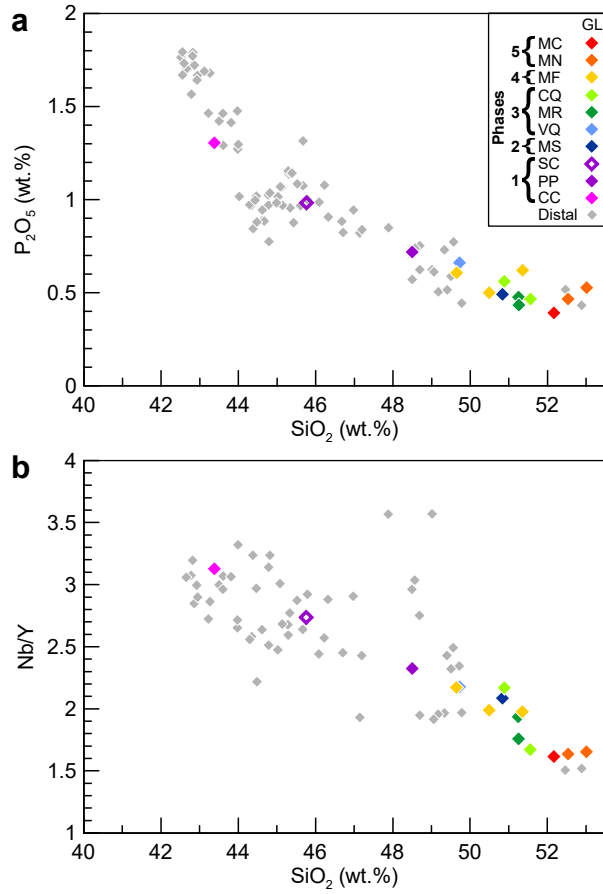 a
2
1.5
1
0.5
0
P₂O₅ (wt.%)
40 42 44 46 48 50 52
SiO₂ (wt.%)
GL
Phases
5 { MC
MN
4 { MF
3 { CQ
MR
VQ
2 { MS
1 { SC
PP
CC
Distal
b
4
3.5
3
2.5
2
1.5
1
Nb/Y
40 42 44 46 48 50 52
SiO₂ (wt.%)